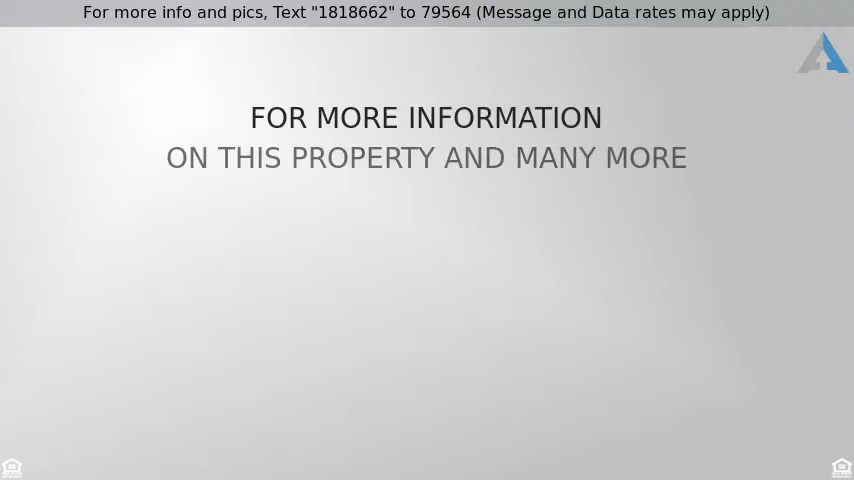 For more info and pics, Text "1818662" to 79564 (Message and Data rates may apply)
FOR MORE INFORMATION
ON THIS PROPERTY AND MANY MORE